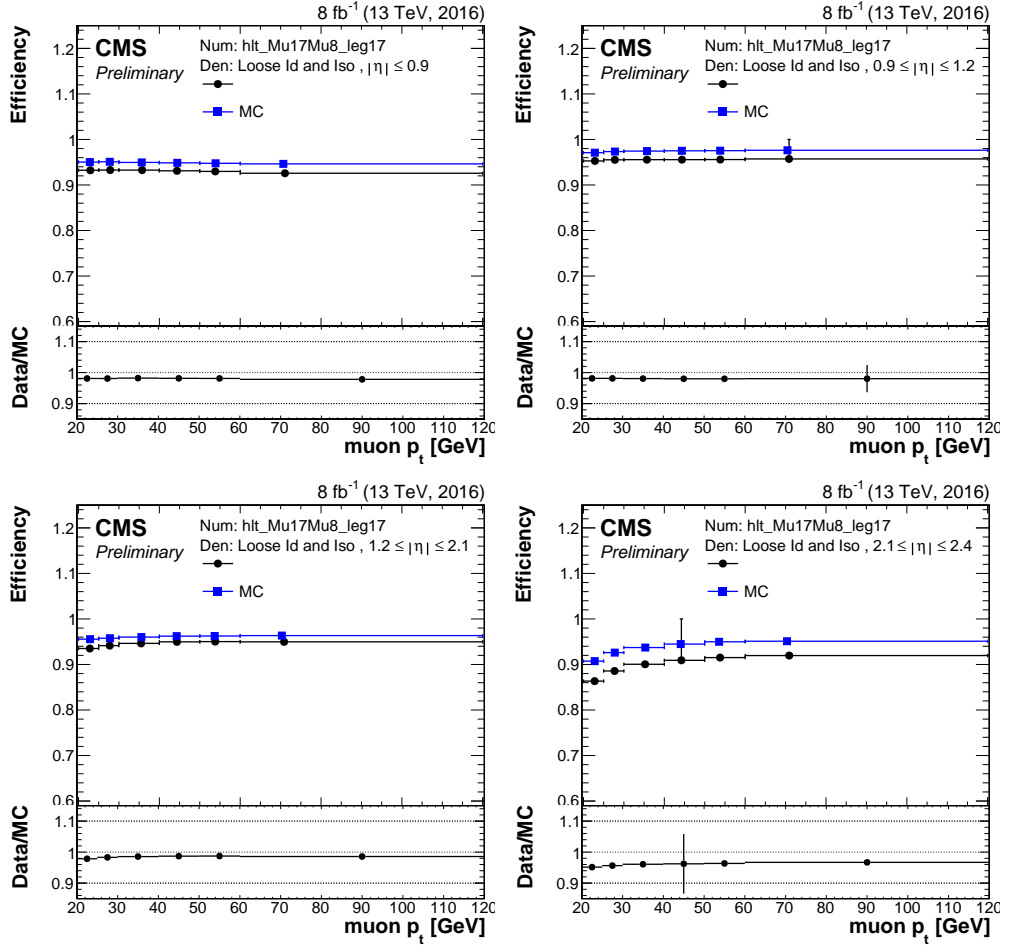 8 fb⁻¹ (13 TeV, 2016)
CMS
Preliminary
Num: hlt_Mu17Mu8_leg17
Den: Loose Id and Iso , |η| ≤ 0.9
MC
Efficiency
1.2
1.1
1
0.9
0.8
0.7
0.6
Data/MC
1.1
1
0.9
20 30 40 50 60 70 80 90 100 110 120
muon p_t [GeV]
8 fb⁻¹ (13 TeV, 2016)
CMS
Preliminary
Num: hlt_Mu17Mu8_leg17
Den: Loose Id and Iso , 0.9 ≤ |η| ≤ 1.2
MC
Efficiency
1.2
1.1
1
0.9
0.8
0.7
0.6
Data/MC
1.1
1
0.9
20 30 40 50 60 70 80 90 100 110 120
muon p_t [GeV]
8 fb⁻¹ (13 TeV, 2016)
CMS
Preliminary
Num: hlt_Mu17Mu8_leg17
Den: Loose Id and Iso , 1.2 ≤ |η| ≤ 2.1
MC
Efficiency
1.2
1.1
1
0.9
0.8
0.7
0.6
Data/MC
1.1
1
0.9
20 30 40 50 60 70 80 90 100 110 120
muon p_t [GeV]
8 fb⁻¹ (13 TeV, 2016)
CMS
Preliminary
Num: hlt_Mu17Mu8_leg17
Den: Loose Id and Iso , 2.1 ≤ |η| ≤ 2.4
MC
Efficiency
1.2
1.1
1
0.9
0.8
0.7
0.6
Data/MC
1.1
1
0.9
20 30 40 50 60 70 80 90 100 110 120
muon p_t [GeV]